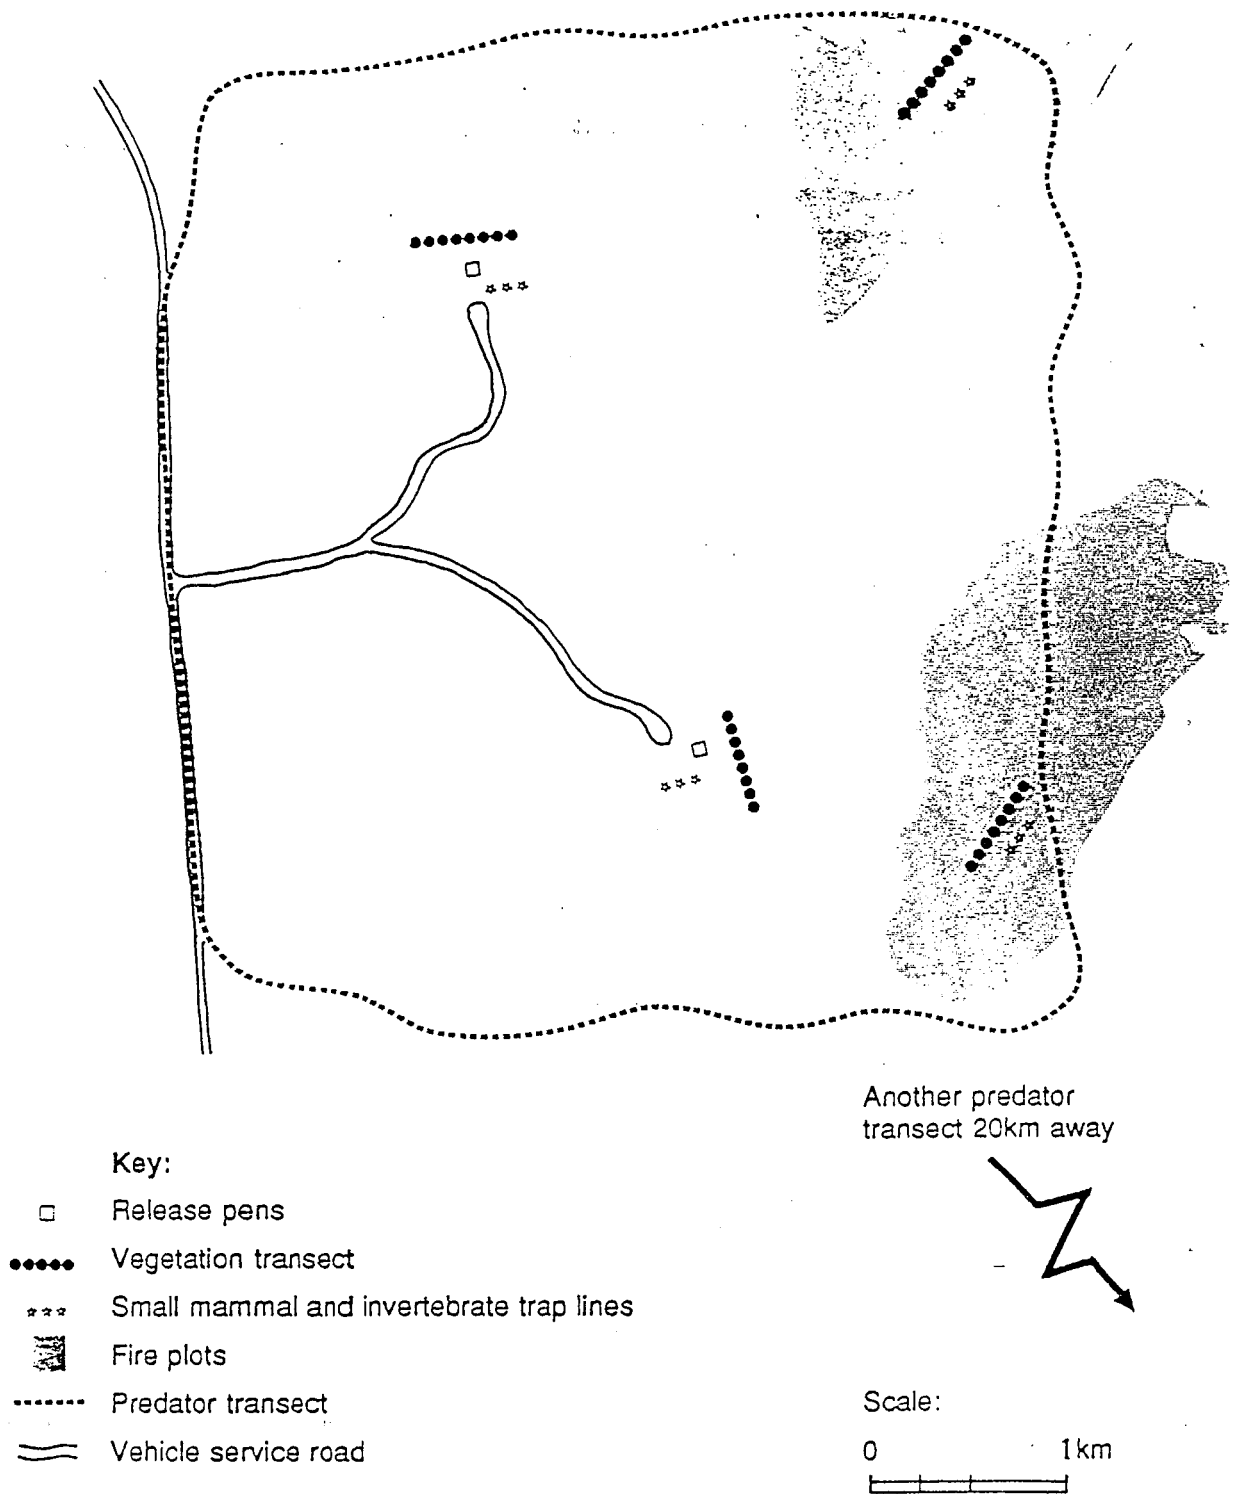 Another predator
transect 20km away
Key:
Release pens
Vegetation transect
Small mammal and invertebrate trap lines
Fire plots
Predator transect
Vehicle service road
Scale:
0 1km